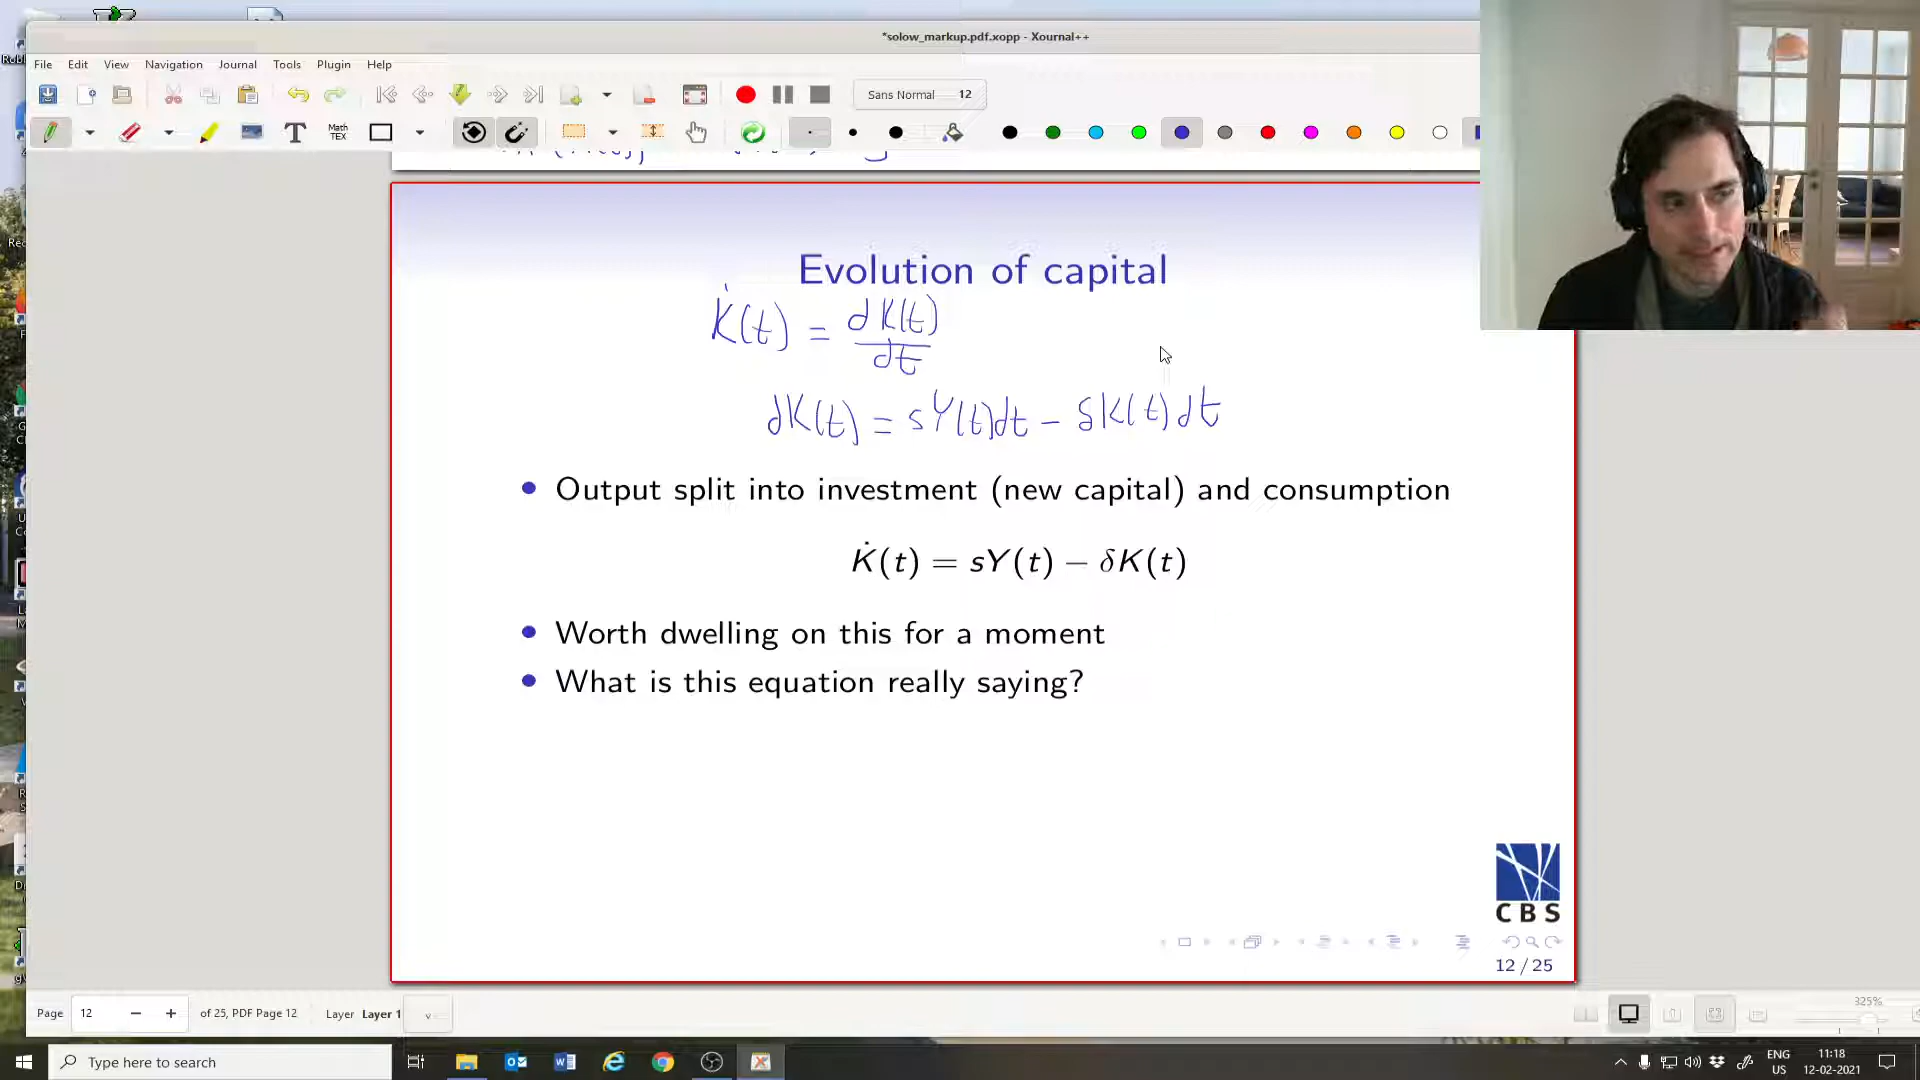 *solow_markup.pdf.xopp - Xournal++
File Edit View Navigation Journal Tools Plugin Help
Sans Normal 12
T Math TEX
Evolution of capital
K̇(t) = dK(t)/dt
dK(t) = sY(t)dt − δK(t)dt
• Output split into investment (new capital) and consumption
K̇(t) = sY(t) − δK(t)
• Worth dwelling on this for a moment
• What is this equation really saying?
CBS
12 / 25
Page 12 − + of 25, PDF Page 12 Layer Layer 1
325%
Type here to search
ENG
US
11:18
12-02-2021